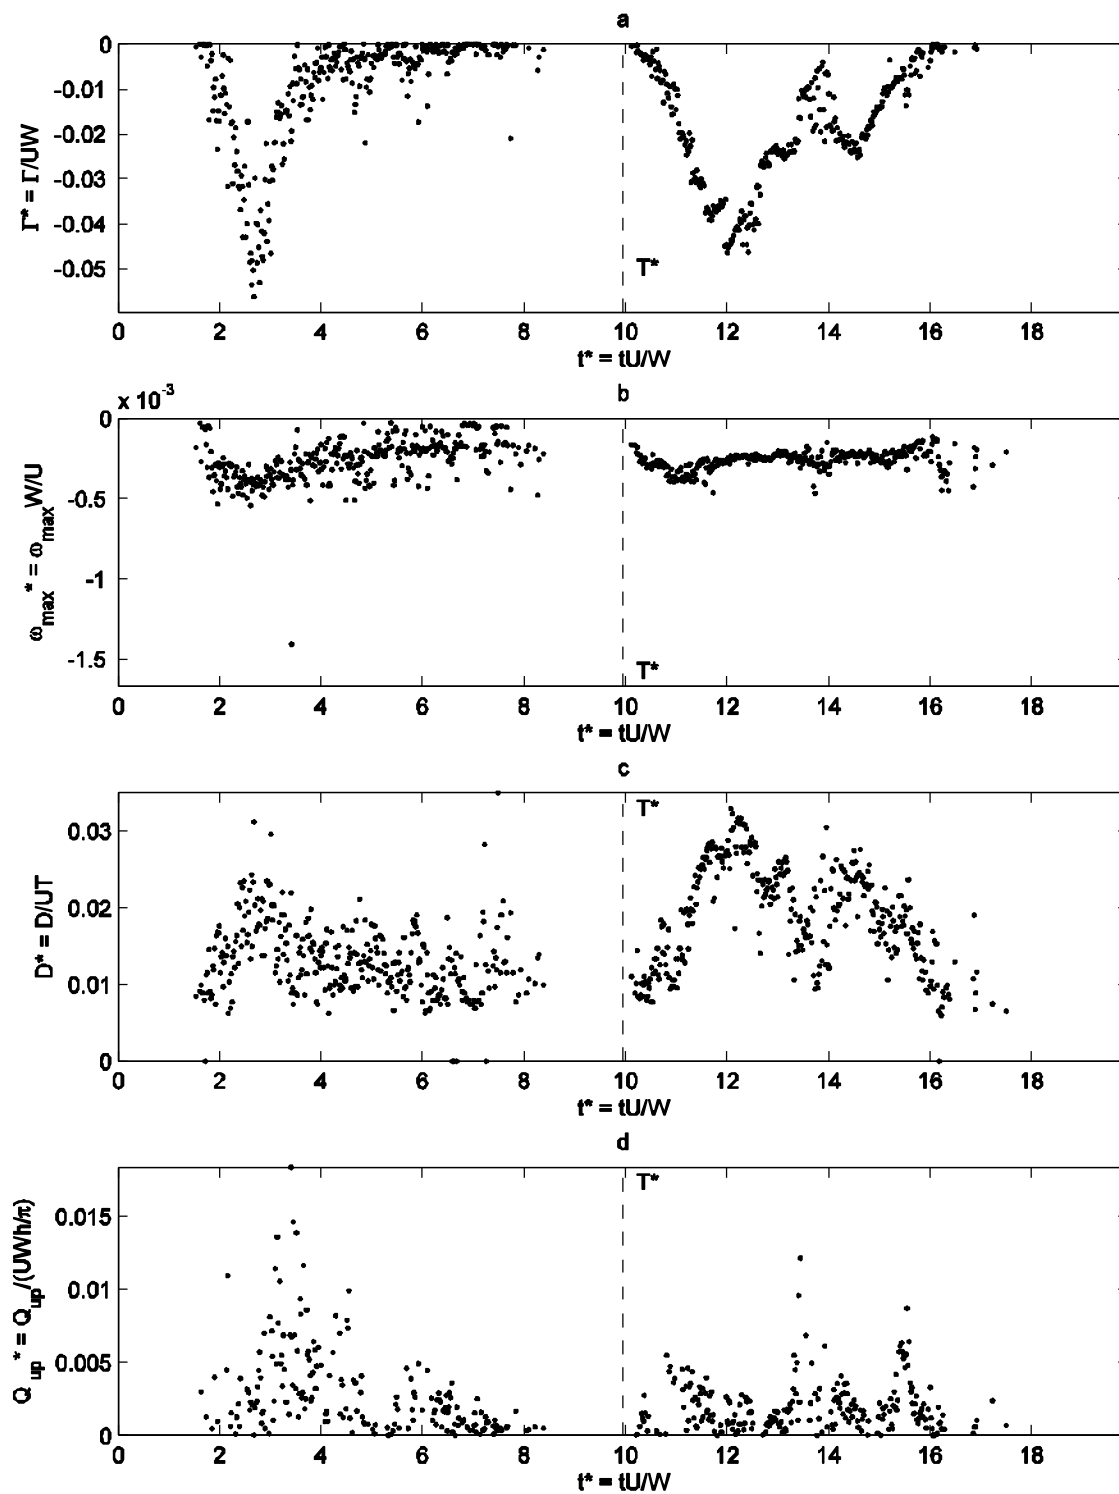 a
0
-0.01
-0.02
-0.03
-0.04
-0.05
Γ* = Γ/UW
T*
0 2 4 6 8 10 12 14 16 18
t* = tU/W
b
x 10⁻³
0
-0.5
-1
-1.5
ω_max* = ω_max W/U
T*
0 2 4 6 8 10 12 14 16 18
t* = tU/W
c
T*
0.03
0.02
0.01
0
D* = D/UT
0 2 4 6 8 10 12 14 16 18
t* = tU/W
d
T*
0.015
0.01
0.005
0
Q_up* = Q_up/(UWh/π)
0 2 4 6 8 10 12 14 16 18
t* = tU/W